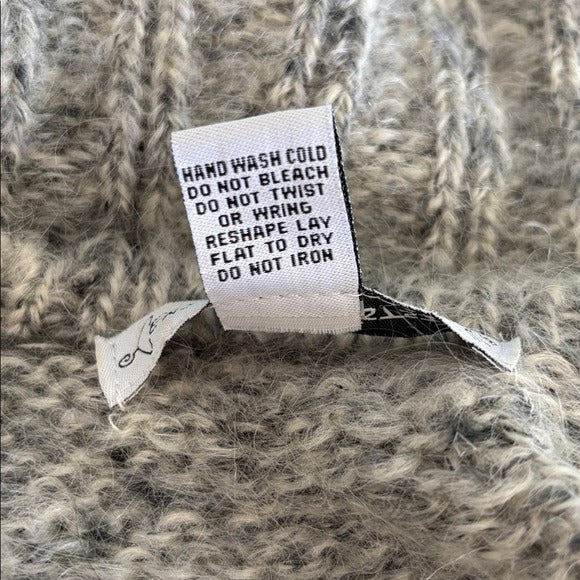 HAND WASH COLD
DO NOT BLEACH
DO NOT TWIST
OR WRING
RESHAPE LAY
FLAT TO DRY
DO NOT IRON